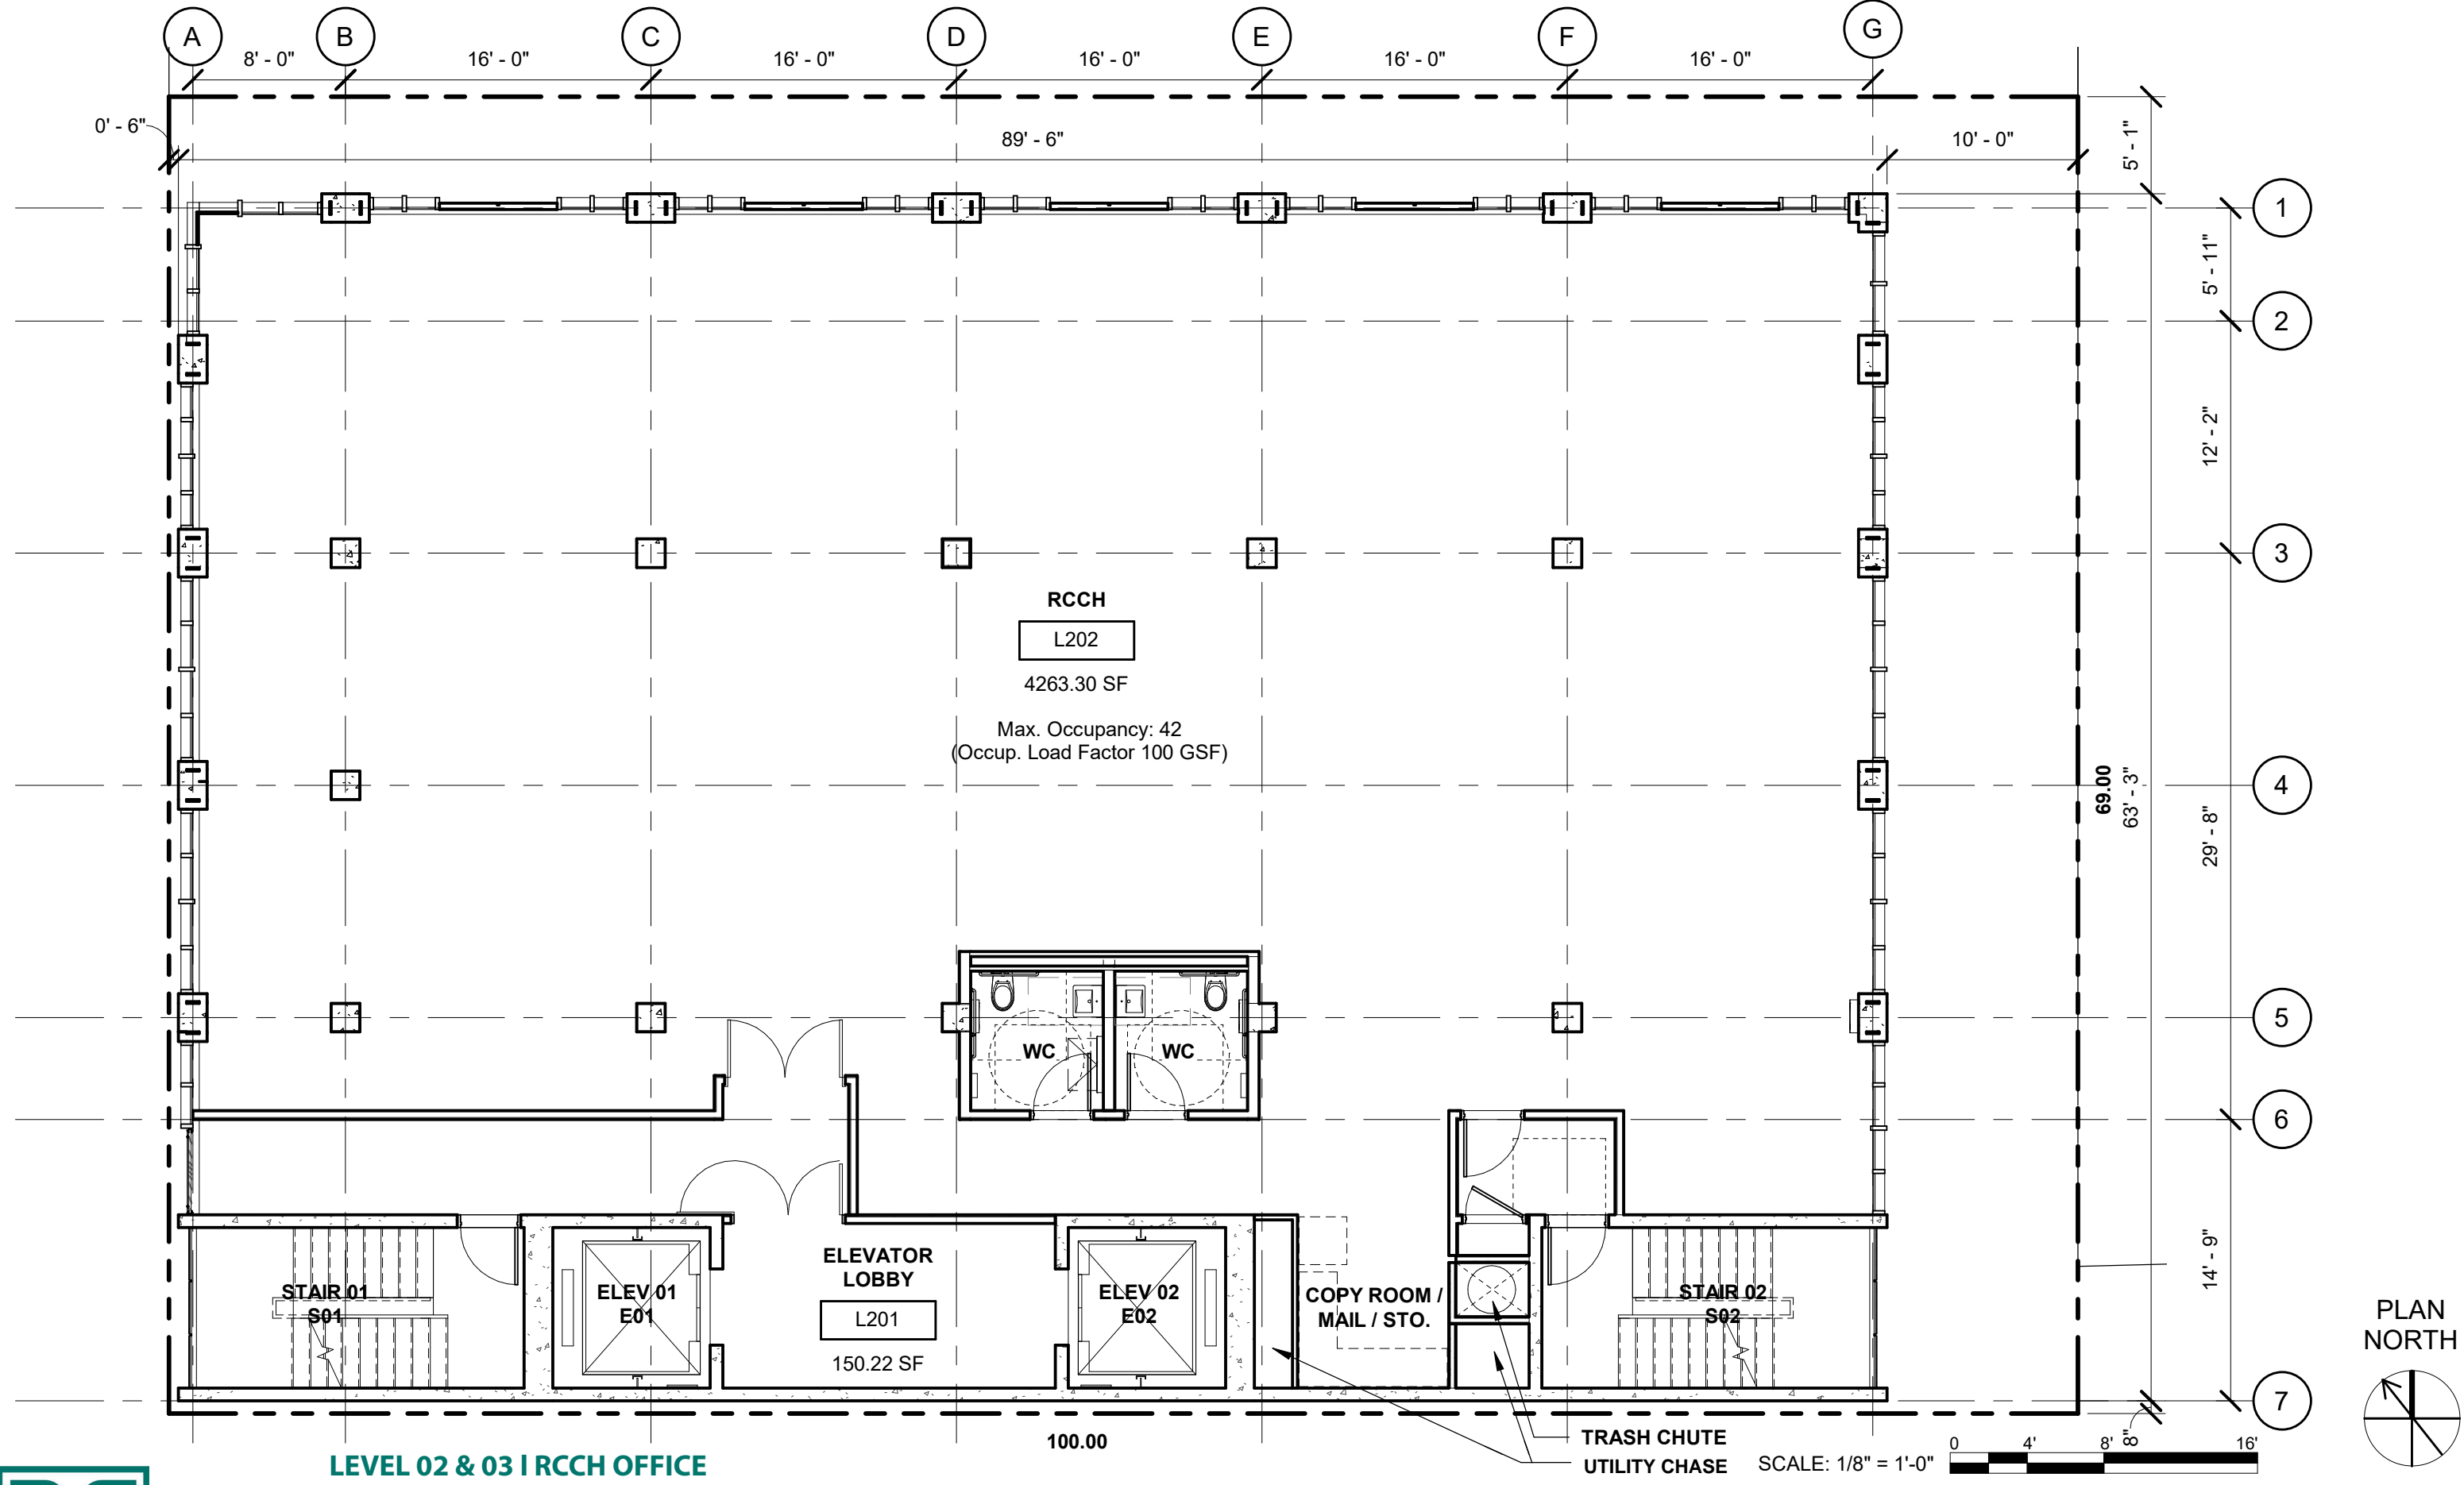 A
B
C
D
E
F
G
8' - 0"
16' - 0"
16' - 0"
16' - 0"
16' - 0"
16' - 0"
0' - 6"
89' - 6"
10' - 0"
5' - 1"
1
5' - 11"
2
12' - 2"
3
RCCH
L202
4263.30 SF
Max. Occupancy: 42
(Occup. Load Factor 100 GSF)
69.00
63' - 3"
4
29' - 8"
5
WC
WC
6
ELEVATOR
LOBBY
L201
150.22 SF
STAIR 01
S01
ELEV 01
E01
ELEV 02
E02
COPY ROOM /
MAIL / STO.
STAIR 02
S02
14' - 9"
PLAN
NORTH
7
8"
100.00
TRASH CHUTE
UTILITY CHASE
SCALE: 1/8" = 1'-0"
0
4'
8'
16'
LEVEL 02 & 03 I RCCH OFFICE